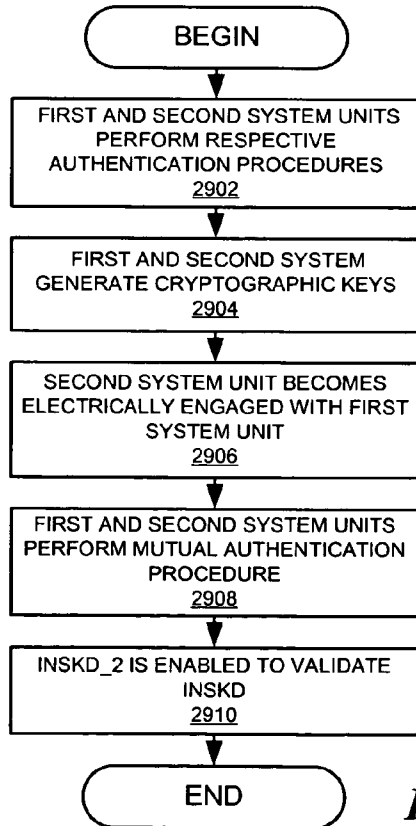 BEGIN
FIRST AND SECOND SYSTEM UNITS
PERFORM RESPECTIVE
AUTHENTICATION PROCEDURES
2902
FIRST AND SECOND SYSTEM
GENERATE CRYPTOGRAPHIC KEYS
2904
SECOND SYSTEM UNIT BECOMES
ELECTRICALLY ENGAGED WITH FIRST
SYSTEM UNIT
2906
FIRST AND SECOND SYSTEM UNITS
PERFORM MUTUAL AUTHENTICATION
PROCEDURE
2908
INSKD_2 IS ENABLED TO VALIDATE
INSKD
2910
END